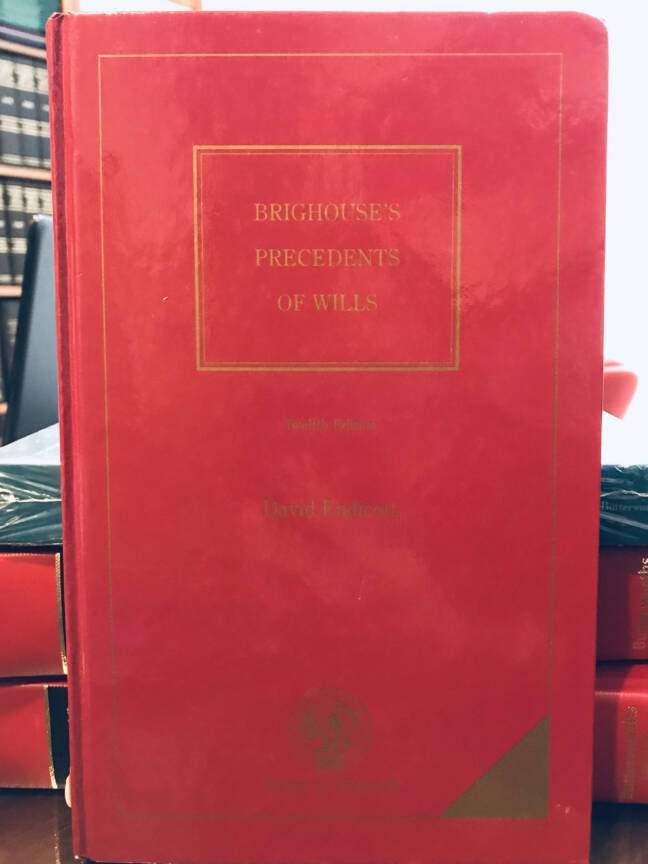 BRIGHOUSE'S
PRECEDENTS
OF WILLS
Twelfth Edition
David Endicott